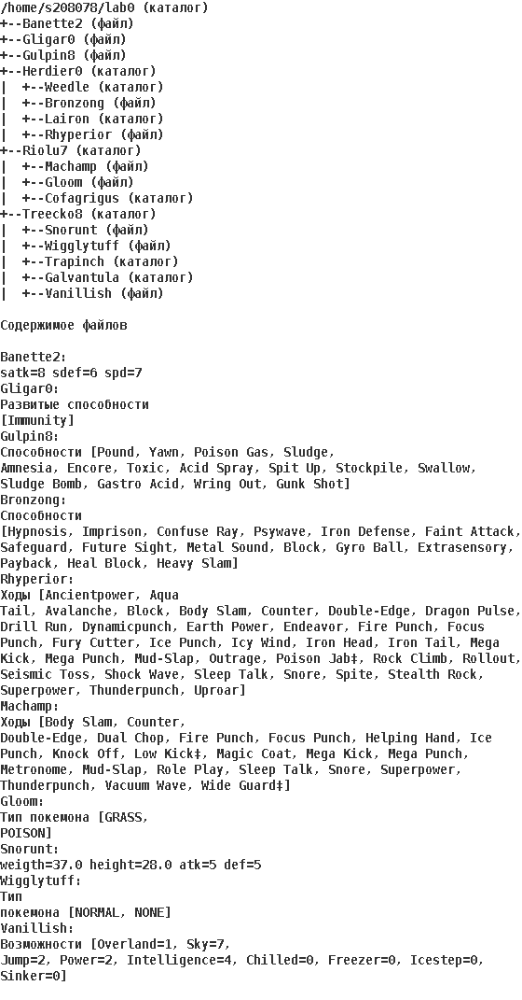 /home/s208078/lab0 (каталог)
+--Banette2 (файл)
+--Gligar0 (файл)
+--Gulpin8 (файл)
+--Herdier0 (каталог)
|  +--Weedle (каталог)
|  +--Bronzong (файл)
|  +--Lairon (каталог)
|  +--Rhyperior (файл)
+--Riolu7 (каталог)
|  +--Machamp (файл)
|  +--Gloom (файл)
|  +--Cofagrigus (каталог)
+--Treecko8 (каталог)
|  +--Snorunt (файл)
|  +--Wigglytuff (файл)
|  +--Trapinch (каталог)
|  +--Galvantula (каталог)
|  +--Vanillish (файл)
Содержимое файлов
Banette2:
satk=8 sdef=6 spd=7
Gligar0:
Развитые способности
[Immunity]
Gulpin8:
Способности [Pound, Yawn, Poison Gas, Sludge,
Amnesia, Encore, Toxic, Acid Spray, Spit Up, Stockpile, Swallow,
Sludge Bomb, Gastro Acid, Wring Out, Gunk Shot]
Bronzong:
Способности
[Hypnosis, Imprison, Confuse Ray, Psywave, Iron Defense, Faint Attack,
Safeguard, Future Sight, Metal Sound, Block, Gyro Ball, Extrasensory,
Payback, Heal Block, Heavy Slam]
Rhyperior:
Ходы [Ancientpower, Aqua
Tail, Avalanche, Block, Body Slam, Counter, Double-Edge, Dragon Pulse,
Drill Run, Dynamicpunch, Earth Power, Endeavor, Fire Punch, Focus
Punch, Fury Cutter, Ice Punch, Icy Wind, Iron Head, Iron Tail, Mega
Kick, Mega Punch, Mud-Slap, Outrage, Poison Jab‡, Rock Climb, Rollout,
Seismic Toss, Shock Wave, Sleep Talk, Snore, Spite, Stealth Rock,
Superpower, Thunderpunch, Uproar]
Machamp:
Ходы [Body Slam, Counter,
Double-Edge, Dual Chop, Fire Punch, Focus Punch, Helping Hand, Ice
Punch, Knock Off, Low Kick‡, Magic Coat, Mega Kick, Mega Punch,
Metronome, Mud-Slap, Role Play, Sleep Talk, Snore, Superpower,
Thunderpunch, Vacuum Wave, Wide Guard‡]
Gloom:
Тип покемона [GRASS,
POISON]
Snorunt:
weigth=37.0 height=28.0 atk=5 def=5
Wigglytuff:
Тип
покемона [NORMAL, NONE]
Vanillish:
Возможности [Overland=1, Sky=7,
Jump=2, Power=2, Intelligence=4, Chilled=0, Freezer=0, Icestep=0,
Sinker=0]